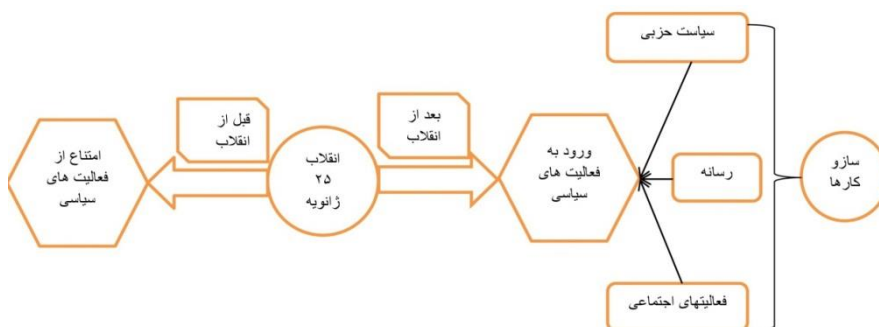 سیاست حزبی
قبل از
انقلاب
بعد از
انقلاب
سازو
کارها
رسانه
ورود به
فعالیت های
سیاسی
انقلاب
۲۵
ژانویه
امتناع از
فعالیت های
سیاسی
فعالیتهای اجتماعی